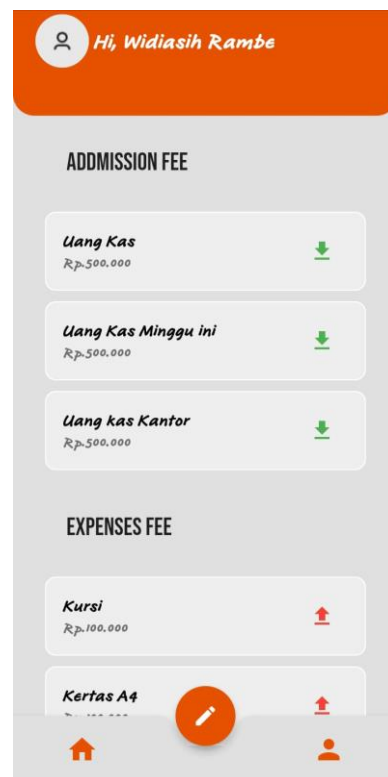 Hi, Widiasih Rambe
ADDMISSION FEE
Uang Kas
Rp.500.000
Uang Kas Minggu ini
Rp.500.000
Uang kas Kantor
Rp.500.000
EXPENSES FEE
Kursi
Rp.100.000
Kertas A4